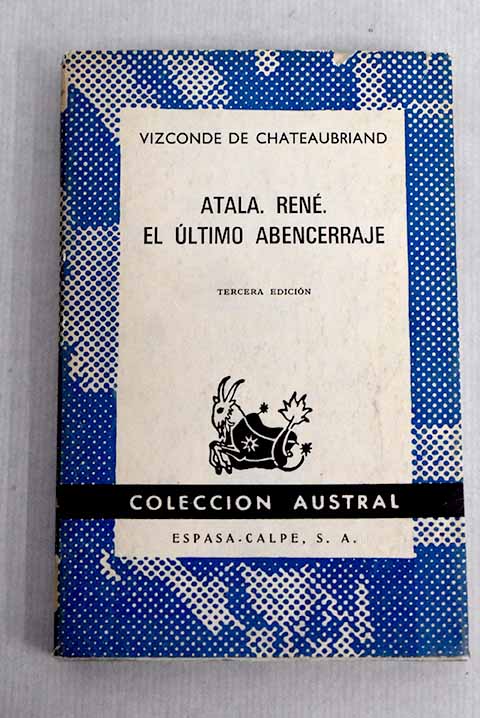 VIZCONDE DE CHATEAUBRIAND
ATALA. RENÉ.
EL ÚLTIMO ABENCERRAJE
TERCERA EDICIÓN
COLECCION AUSTRAL
ESPASA-CALPE, S. A.